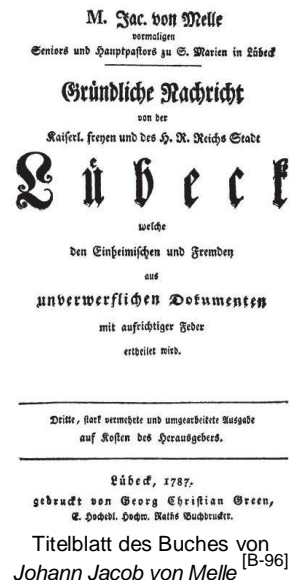 M. Jac. von Melle
vormaligen
Seniors und Hauptpastors zu S. Marien in Lübeck
Gründliche Nachricht
von der
Kaiserl. freyen und des H. R. Reichs Stadt
Lübeck
welche
den Einheimischen und Fremden
aus
unverwerflichen Dokumenten
mit aufrichtiger Feder
ertheilet wird.
Dritte, stark vermehrte und umgearbeitete Ausgabe
auf Kosten des Herausgebers.
Lübeck, 1787.
gedruckt von Georg Christian Green,
E. Hochedl. Hochw. Raths Buchdrucker.
Titelblatt des Buches von
Johann Jacob von Melle [B-96]